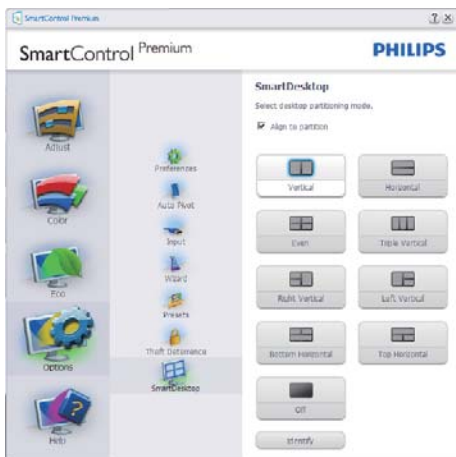 SmartControl Premium
SmartControl Premium
PHILIPS
Adjust
Color
Eco
Options
Help
Preferences
Auto Pivot
Input
Wizard
Presets
Theft Deterrence
SmartDesktop
SmartDesktop
Select desktop partitioning mode.
Align to partition
Vertical
Horizontal
Even
Triple Vertical
Right Vertical
Left Vertical
Bottom Horizontal
Top Horizontal
Off
Identify